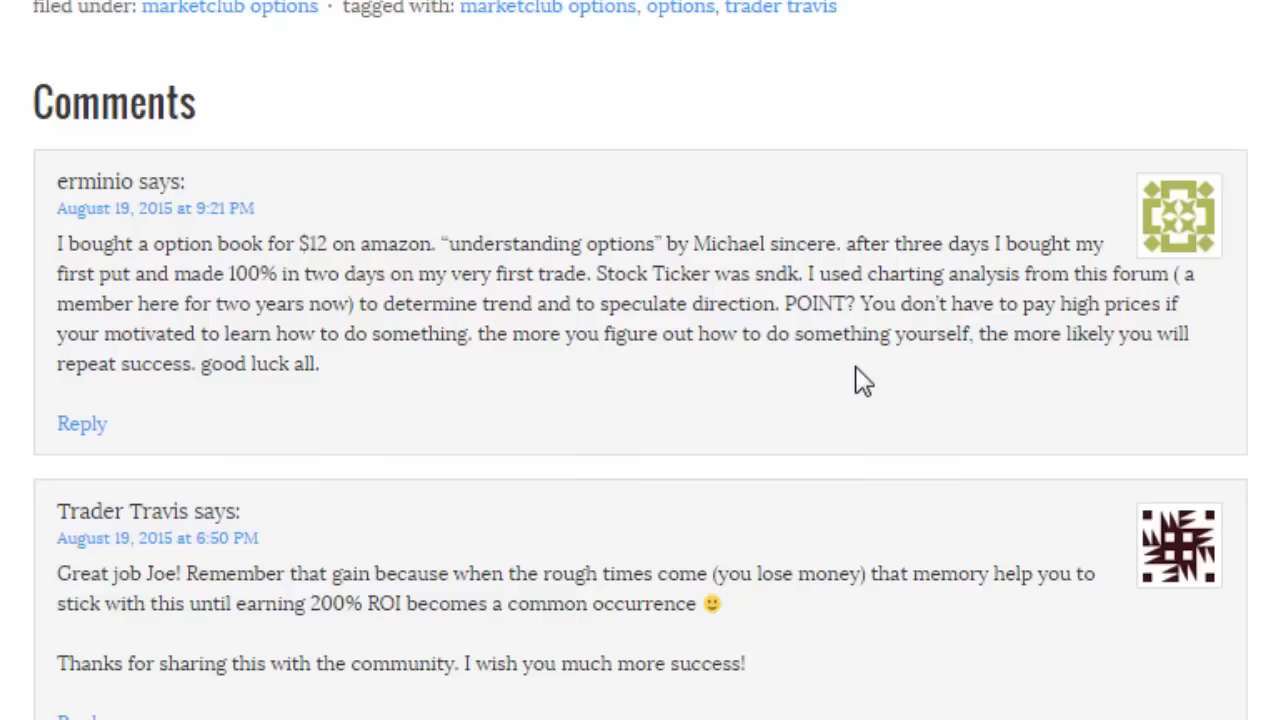 filed under: marketclub options · tagged with: marketclub options, options, trader travis
Comments
erminio says:
August 19, 2015 at 9:21 PM
I bought a option book for $12 on amazon. “understanding options” by Michael sincere. after three days I bought my
first put and made 100% in two days on my very first trade. Stock Ticker was sndk. I used charting analysis from this forum ( a
member here for two years now) to determine trend and to speculate direction. POINT? You don’t have to pay high prices if
your motivated to learn how to do something. the more you figure out how to do something yourself, the more likely you will
repeat success. good luck all.
Reply
Trader Travis says:
August 19, 2015 at 6:50 PM
Great job Joe! Remember that gain because when the rough times come (you lose money) that memory help you to
stick with this until earning 200% ROI becomes a common occurrence 🙂
Thanks for sharing this with the community. I wish you much more success!